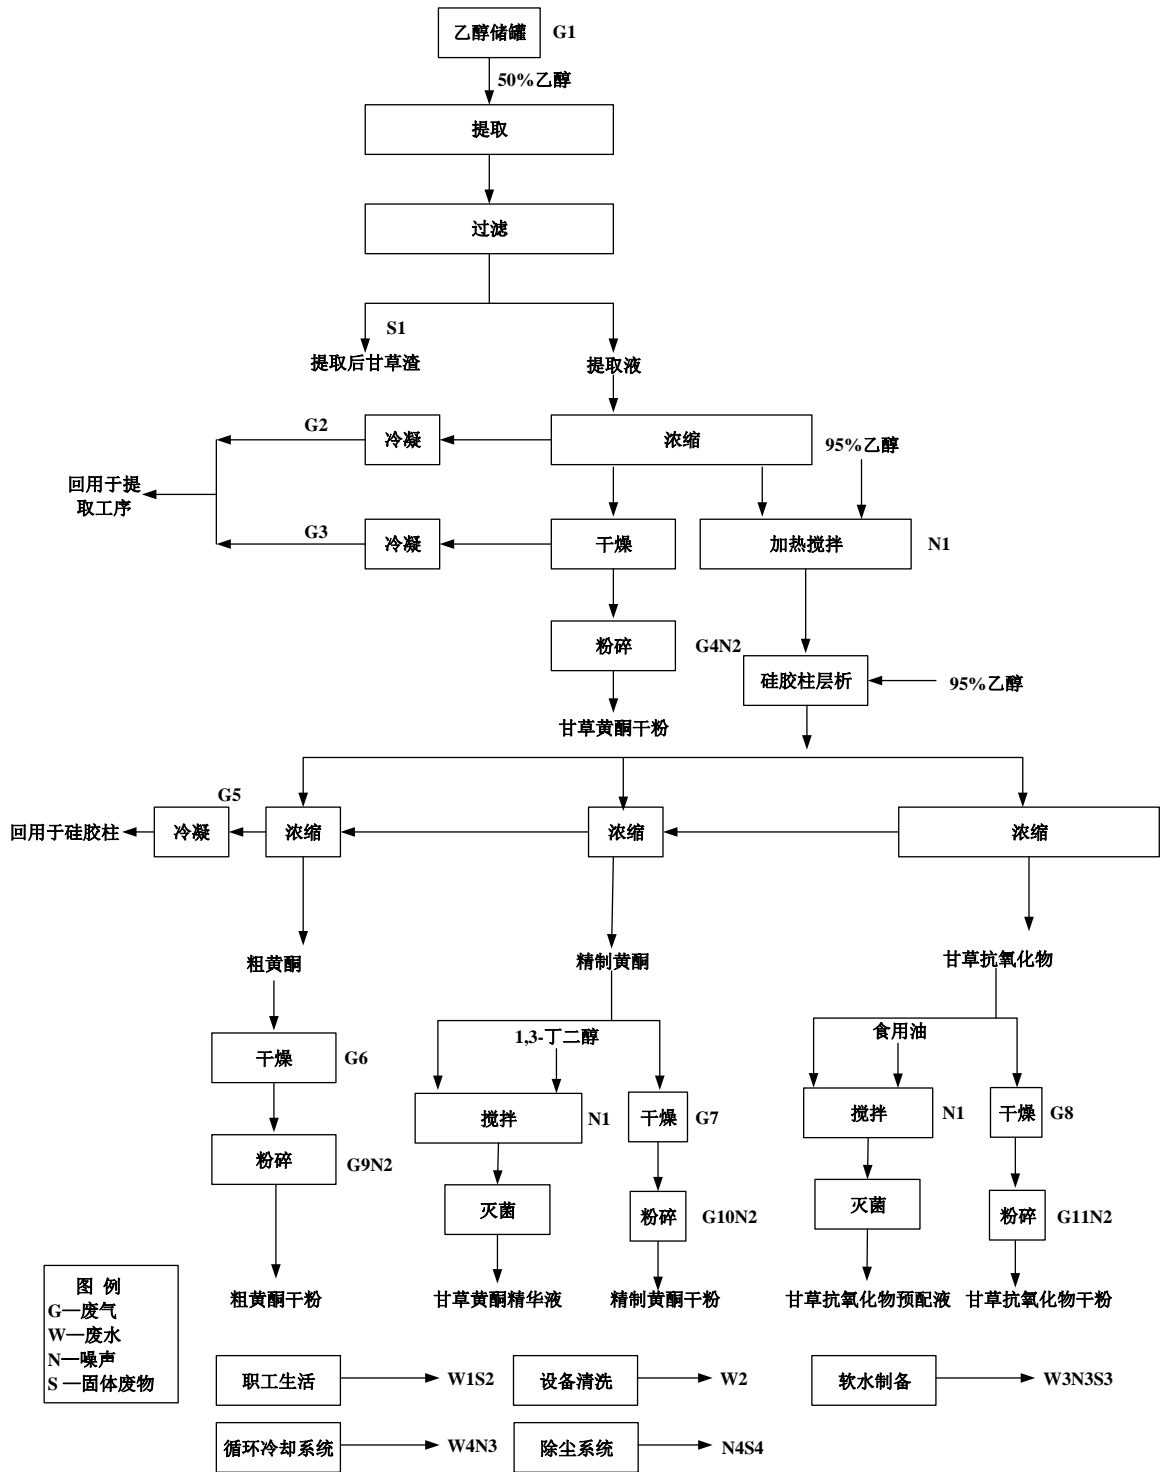 乙醇储罐 G1
50%乙醇
提取
过滤
S1
提取后甘草渣 提取液
G2 冷凝 浓缩
95%乙醇
回用于提
取工序
G3 冷凝 干燥 加热搅拌 N1
粉碎 G4N2
硅胶柱层析 95%乙醇
甘草黄酮干粉
G5
回用于硅胶柱 冷凝 浓缩 浓缩 浓缩
粗黄酮 精制黄酮 甘草抗氧化物
1,3-丁二醇 食用油
干燥 G6
搅拌 N1 干燥 G7 搅拌 N1 干燥 G8
粉碎 G9N2
灭菌 粉碎 G10N2 灭菌 粉碎 G11N2
粗黄酮干粉 甘草黄酮精华液 精制黄酮干粉 甘草抗氧化物预配液 甘草抗氧化物干粉
图 例
G—废气
W—废水
N—噪声
S —固体废物
职工生活 W1S2 设备清洗 W2 软水制备 W3N3S3
循环冷却系统 W4N3 除尘系统 N4S4